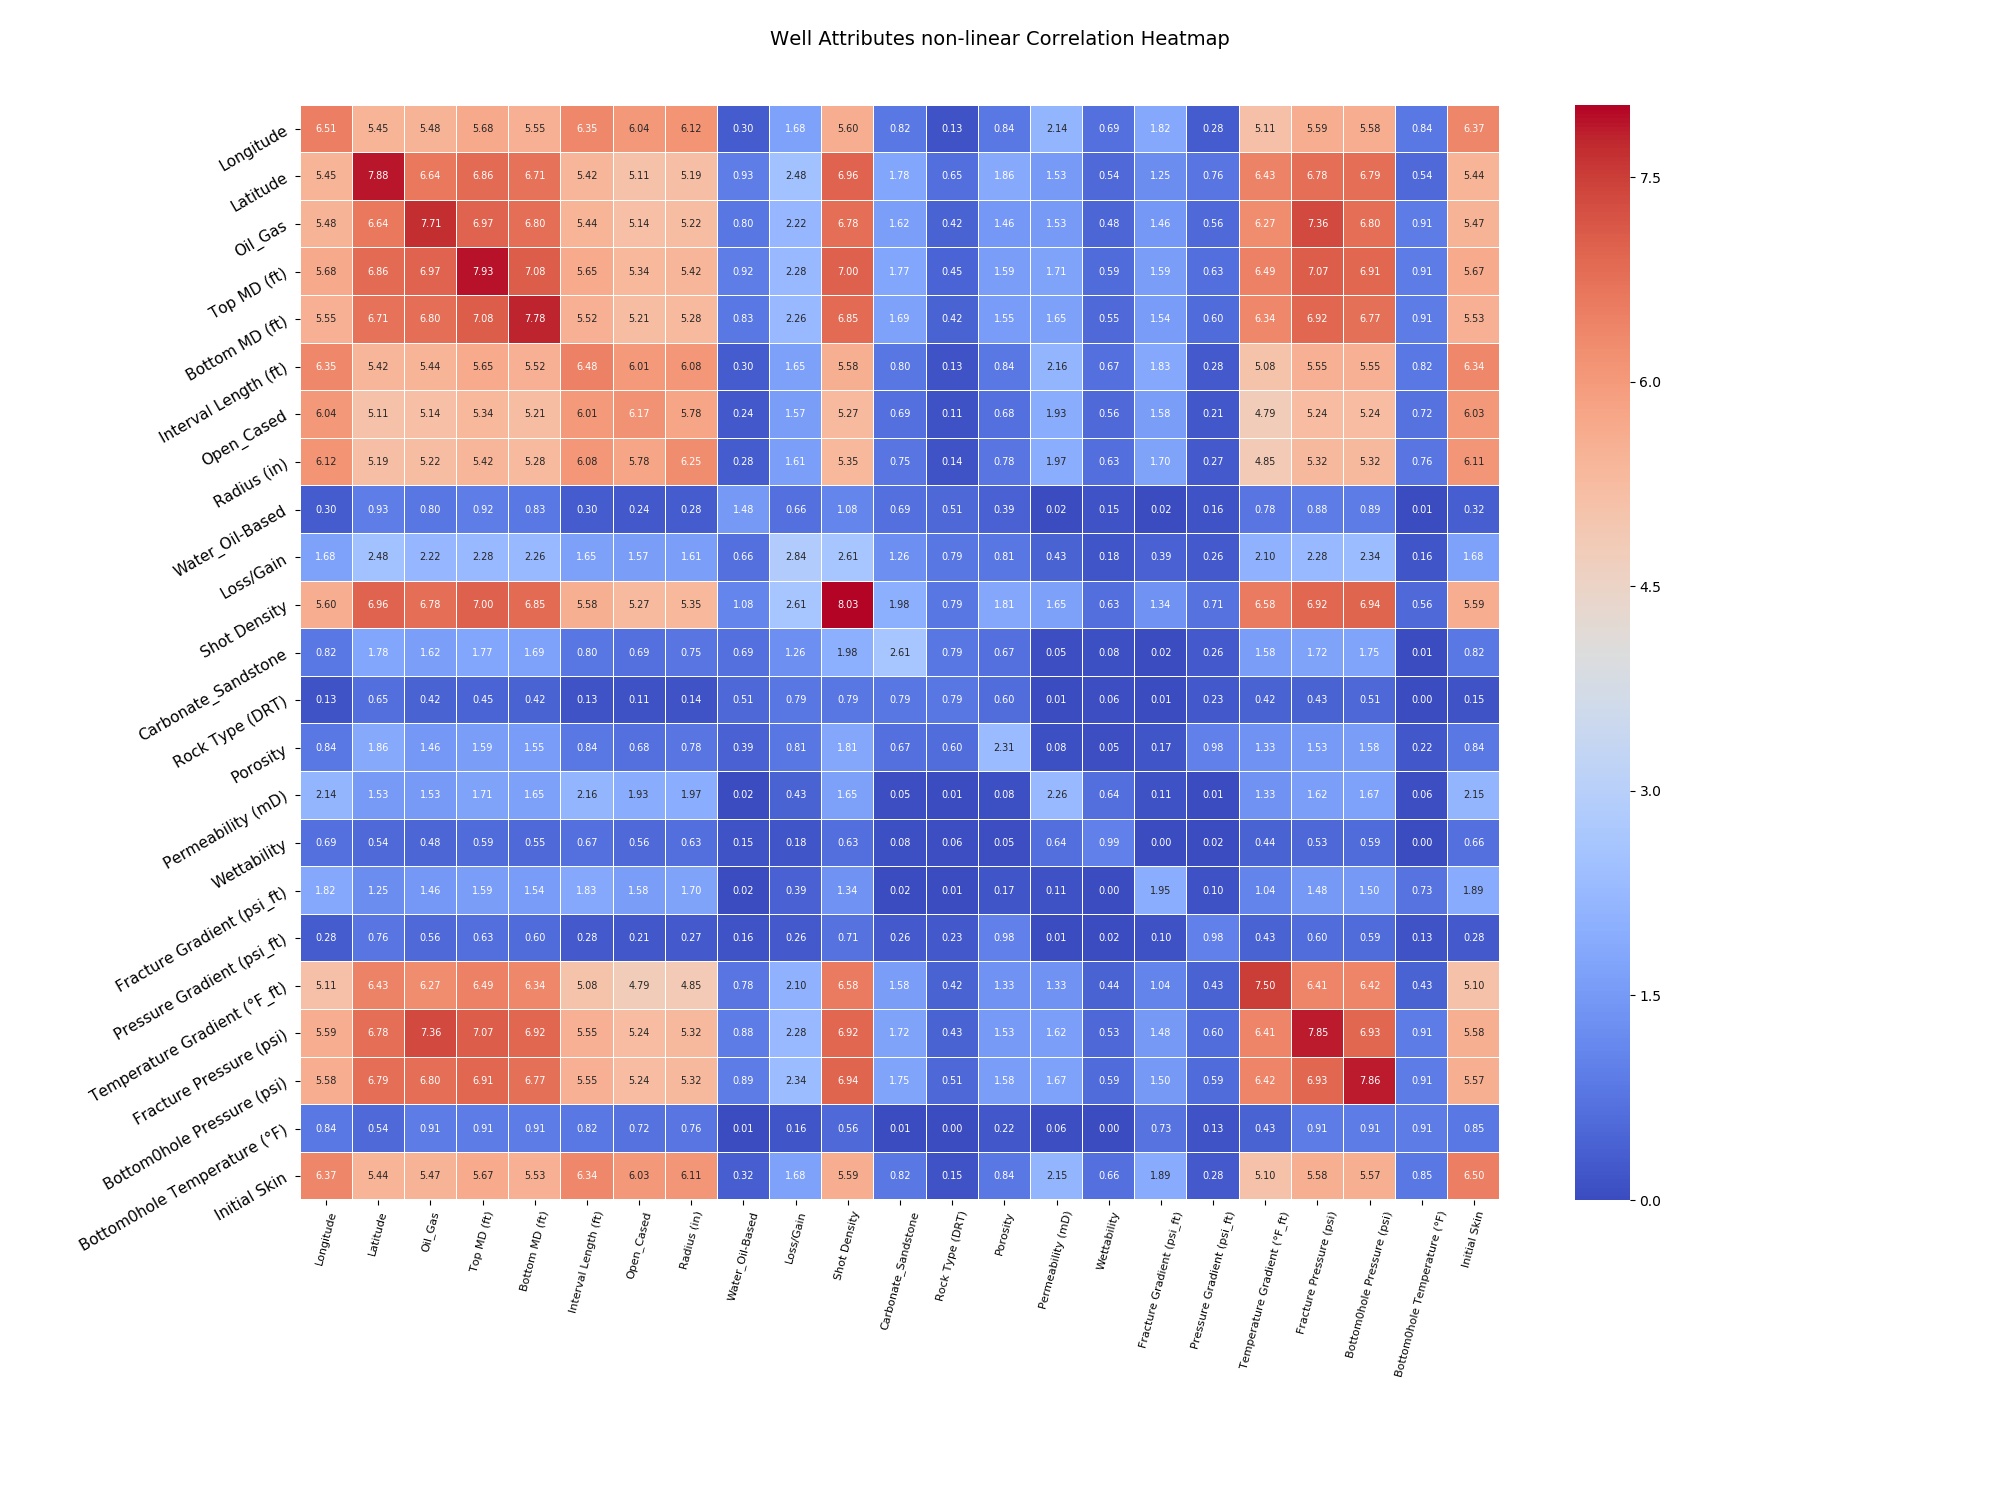 Well Attributes non-linear Correlation Heatmap
Longitude 6.51 5.45 5.48 5.68 5.55 6.35 6.04 6.12 0.30 1.68 5.60 0.82 0.13 0.84 2.14 0.69 1.82 0.28 5.11 5.59 5.58 0.84 6.37
Latitude 5.45 7.88 6.64 6.86 6.71 5.42 5.11 5.19 0.93 2.48 6.96 1.78 0.65 1.86 1.53 0.54 1.25 0.76 6.43 6.78 6.79 0.54 5.44
Oil_Gas 5.48 6.64 7.71 6.97 6.80 5.44 5.14 5.22 0.80 2.22 6.78 1.62 0.42 1.46 1.53 0.48 1.46 0.56 6.27 7.36 6.80 0.91 5.47
Top MD (ft) 5.68 6.86 6.97 7.93 7.08 5.65 5.34 5.42 0.92 2.28 7.00 1.77 0.45 1.59 1.71 0.59 1.59 0.63 6.49 7.07 6.91 0.91 5.67
Bottom MD (ft) 5.55 6.71 6.80 7.08 7.78 5.52 5.21 5.28 0.83 2.26 6.85 1.69 0.42 1.55 1.65 0.55 1.54 0.60 6.34 6.92 6.77 0.91 5.53
Interval Length (ft) 6.35 5.42 5.44 5.65 5.52 6.48 6.01 6.08 0.30 1.65 5.58 0.80 0.13 0.84 2.16 0.67 1.83 0.28 5.08 5.55 5.55 0.82 6.34
Open_Cased 6.04 5.11 5.14 5.34 5.21 6.01 6.17 5.78 0.24 1.57 5.27 0.69 0.11 0.68 1.93 0.56 1.58 0.21 4.79 5.24 5.24 0.72 6.03
Radius (in) 6.12 5.19 5.22 5.42 5.28 6.08 5.78 6.25 0.28 1.61 5.35 0.75 0.14 0.78 1.97 0.63 1.70 0.27 4.85 5.32 5.32 0.76 6.11
Water_Oil-Based 0.30 0.93 0.80 0.92 0.83 0.30 0.24 0.28 1.48 0.66 1.08 0.69 0.51 0.39 0.02 0.15 0.02 0.16 0.78 0.88 0.89 0.01 0.32
Loss/Gain 1.68 2.48 2.22 2.28 2.26 1.65 1.57 1.61 0.66 2.84 2.61 1.26 0.79 0.81 0.43 0.18 0.39 0.26 2.10 2.28 2.34 0.16 1.68
Shot Density 5.60 6.96 6.78 7.00 6.85 5.58 5.27 5.35 1.08 2.61 8.03 1.98 0.79 1.81 1.65 0.63 1.34 0.71 6.58 6.92 6.94 0.56 5.59
Carbonate_Sandstone 0.82 1.78 1.62 1.77 1.69 0.80 0.69 0.75 0.69 1.26 1.98 2.61 0.79 0.67 0.05 0.08 0.02 0.26 1.58 1.72 1.75 0.01 0.82
Rock Type (DRT) 0.13 0.65 0.42 0.45 0.42 0.13 0.11 0.14 0.51 0.79 0.79 0.79 0.79 0.60 0.01 0.06 0.01 0.23 0.42 0.43 0.51 0.00 0.15
Porosity 0.84 1.86 1.46 1.59 1.55 0.84 0.68 0.78 0.39 0.81 1.81 0.67 0.60 2.31 0.08 0.05 0.17 0.98 1.33 1.53 1.58 0.22 0.84
Permeability (mD) 2.14 1.53 1.53 1.71 1.65 2.16 1.93 1.97 0.02 0.43 1.65 0.05 0.01 0.08 2.26 0.64 0.11 0.01 1.33 1.62 1.67 0.06 2.15
Wettability 0.69 0.54 0.48 0.59 0.55 0.67 0.56 0.63 0.15 0.18 0.63 0.08 0.06 0.05 0.64 0.99 0.00 0.02 0.44 0.53 0.59 0.00 0.66
Fracture Gradient (psi_ft) 1.82 1.25 1.46 1.59 1.54 1.83 1.58 1.70 0.02 0.39 1.34 0.02 0.01 0.17 0.11 0.00 1.95 0.10 1.04 1.48 1.50 0.73 1.89
Pressure Gradient (psi_ft) 0.28 0.76 0.56 0.63 0.60 0.28 0.21 0.27 0.16 0.26 0.71 0.26 0.23 0.98 0.01 0.02 0.10 0.98 0.43 0.60 0.59 0.13 0.28
Temperature Gradient (°F_ft) 5.11 6.43 6.27 6.49 6.34 5.08 4.79 4.85 0.78 2.10 6.58 1.58 0.42 1.33 1.33 0.44 1.04 0.43 7.50 6.41 6.42 0.43 5.10
Fracture Pressure (psi) 5.59 6.78 7.36 7.07 6.92 5.55 5.24 5.32 0.88 2.28 6.92 1.72 0.43 1.53 1.62 0.53 1.48 0.60 6.41 7.85 6.93 0.91 5.58
Bottom0hole Pressure (psi) 5.58 6.79 6.80 6.91 6.77 5.55 5.24 5.32 0.89 2.34 6.94 1.75 0.51 1.58 1.67 0.59 1.50 0.59 6.42 6.93 7.86 0.91 5.57
Bottom0hole Temperature (°F) 0.84 0.54 0.91 0.91 0.91 0.82 0.72 0.76 0.01 0.16 0.56 0.01 0.00 0.22 0.06 0.00 0.73 0.13 0.43 0.91 0.91 0.91 0.85
Initial Skin 6.37 5.44 5.47 5.67 5.53 6.34 6.03 6.11 0.32 1.68 5.59 0.82 0.15 0.84 2.15 0.66 1.89 0.28 5.10 5.58 5.57 0.85 6.50
Longitude
Latitude
Oil_Gas
Top MD (ft)
Bottom MD (ft)
Interval Length (ft)
Open_Cased
Radius (in)
Water_Oil-Based
Loss/Gain
Shot Density
Carbonate_Sandstone
Rock Type (DRT)
Porosity
Permeability (mD)
Wettability
Fracture Gradient (psi_ft)
Pressure Gradient (psi_ft)
Temperature Gradient (°F_ft)
Fracture Pressure (psi)
Bottom0hole Pressure (psi)
Bottom0hole Temperature (°F)
Initial Skin
7.5
6.0
4.5
3.0
1.5
0.0